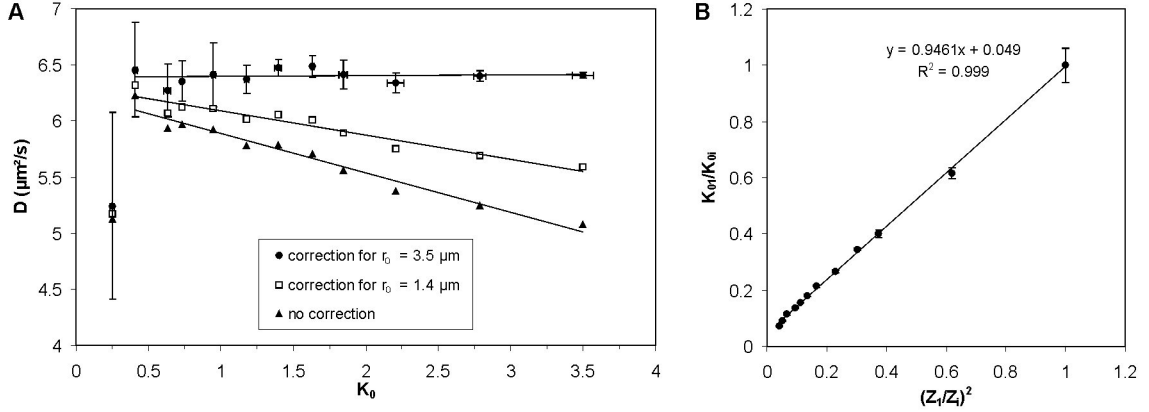 A
7
6.5
6
5.5
5
4.5
4
D (µm²/s)
0
0.5
1
1.5
2
2.5
3
3.5
4
K₀
correction for r₀ = 3.5 µm
correction for r₀ = 1.4 µm
no correction
B
1.2
1
0.8
0.6
0.4
0.2
0
K₀₁/K₀ᵢ
y = 0.9461x + 0.049
R² = 0.999
0
0.2
0.4
0.6
0.8
1
1.2
(Z₁/Zᵢ)²